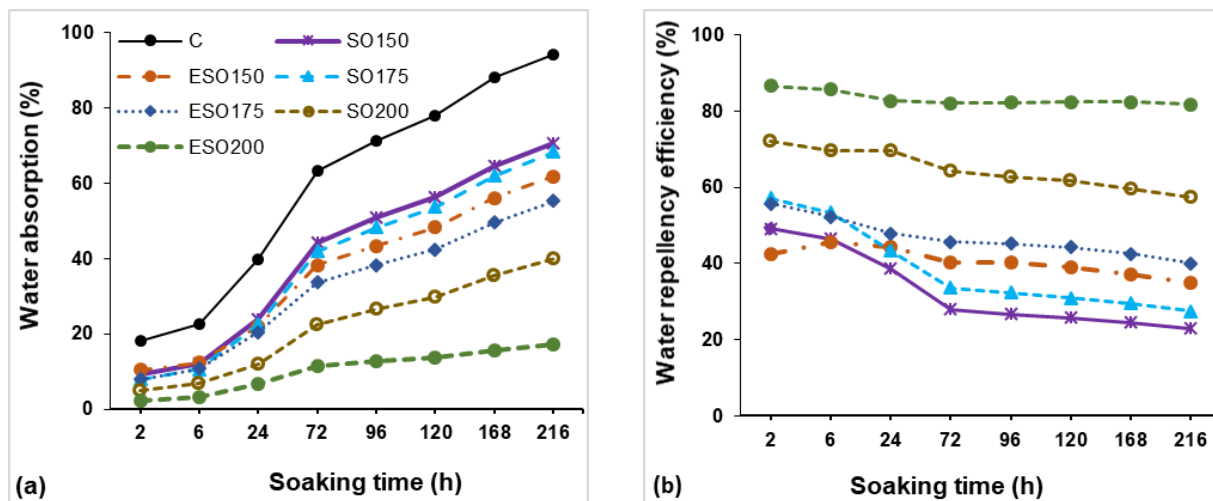 Water absorption (%)
100
80
60
40
20
0
C
SO150
ESO150
SO175
ESO175
SO200
ESO200
2 6 24 72 96 120 168 216
Soaking time (h)
(a)
Water repellency efficiency (%)
100
80
60
40
20
0
2 6 24 72 96 120 168 216
Soaking time (h)
(b)